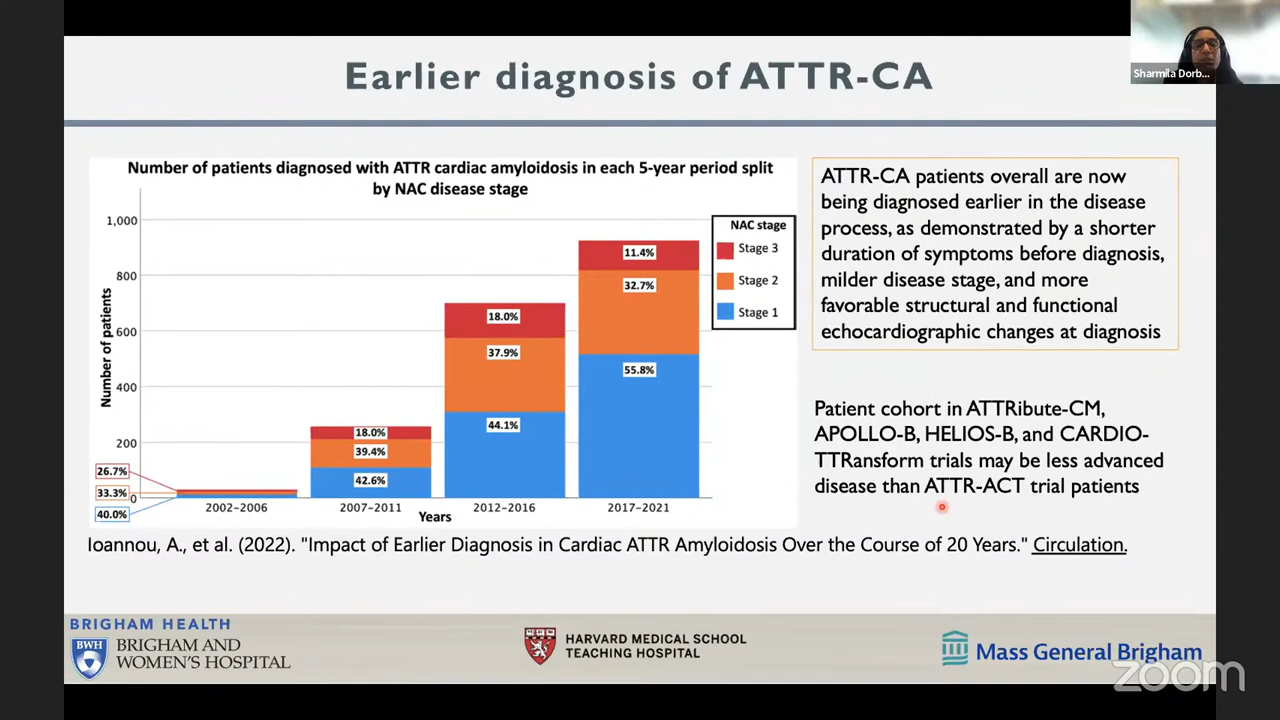 Earlier diagnosis of ATTR-CA
Sharmila Dorb...
Number of patients diagnosed with ATTR cardiac amyloidosis in each 5-year period split
by NAC disease stage
Number of patients
1,000
800
600
400
200
0
26.7%
33.3%
40.0%
18.0%
39.4%
42.6%
18.0%
37.9%
44.1%
11.4%
32.7%
55.8%
2002–2006
2007–2011
2012–2016
2017–2021
Years
NAC stage
Stage 3
Stage 2
Stage 1
ATTR-CA patients overall are now
being diagnosed earlier in the disease
process, as demonstrated by a shorter
duration of symptoms before diagnosis,
milder disease stage, and more
favorable structural and functional
echocardiographic changes at diagnosis
Patient cohort in ATTRibute-CM,
APOLLO-B, HELIOS-B, and CARDIO-
TTRansform trials may be less advanced
disease than ATTR-ACT trial patients
Ioannou, A., et al. (2022). "Impact of Earlier Diagnosis in Cardiac ATTR Amyloidosis Over the Course of 20 Years." Circulation.
BRIGHAM HEALTH
BWH
BRIGHAM AND
WOMEN'S HOSPITAL
HARVARD MEDICAL SCHOOL
TEACHING HOSPITAL
Mass General Brigham
zoom